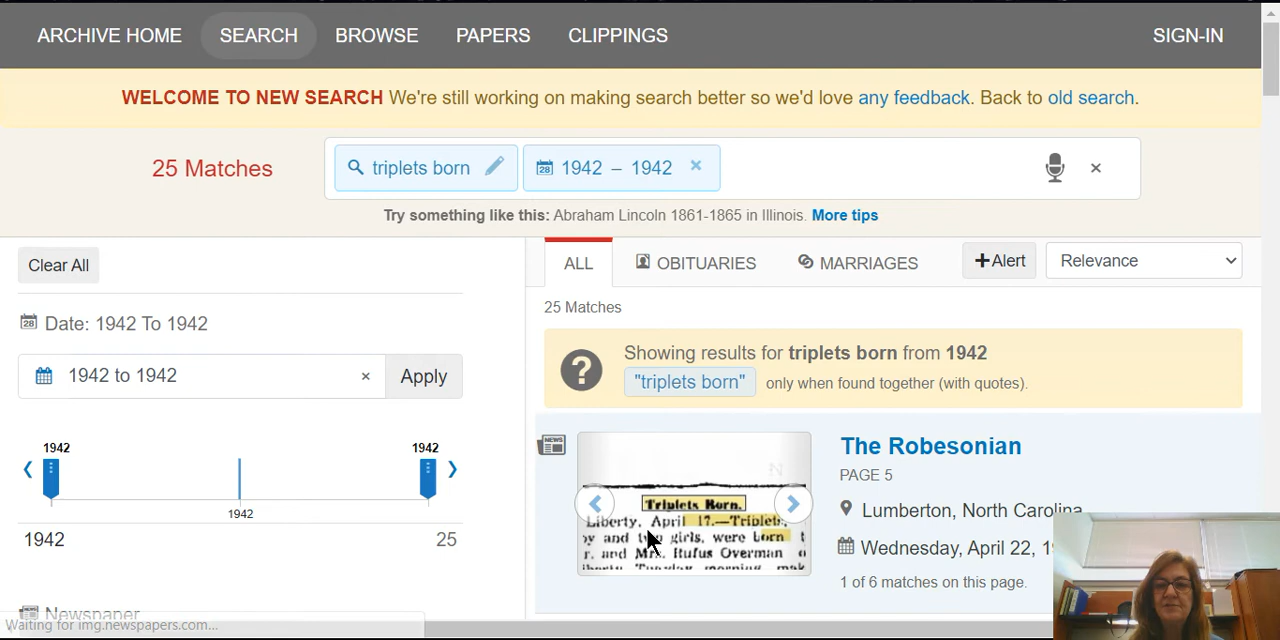 ARCHIVE HOME SEARCH BROWSE PAPERS CLIPPINGS SIGN-IN
WELCOME TO NEW SEARCH We're still working on making search better so we'd love any feedback. Back to old search.
25 Matches triplets born 28 1942 – 1942 × ×
Try something like this: Abraham Lincoln 1861-1865 in Illinois. More tips
Clear All
28 Date: 1942 To 1942
1942 to 1942 × Apply
1942 1942
1942
1942 25
Newspaper
Waiting for img.newspapers.com...
ALL OBITUARIES MARRIAGES +Alert Relevance
25 Matches
? Showing results for triplets born from 1942
"triplets born" only when found together (with quotes).
NEWS
Triplets Born.
Liberty, April 17.—Triplets,
and two girls, were born
and Mrs. Rufus Overman
Liberty Tuesday morning
The Robesonian
PAGE 5
Lumberton, North Carolina
Wednesday, April 22,
1 of 6 matches on this page.